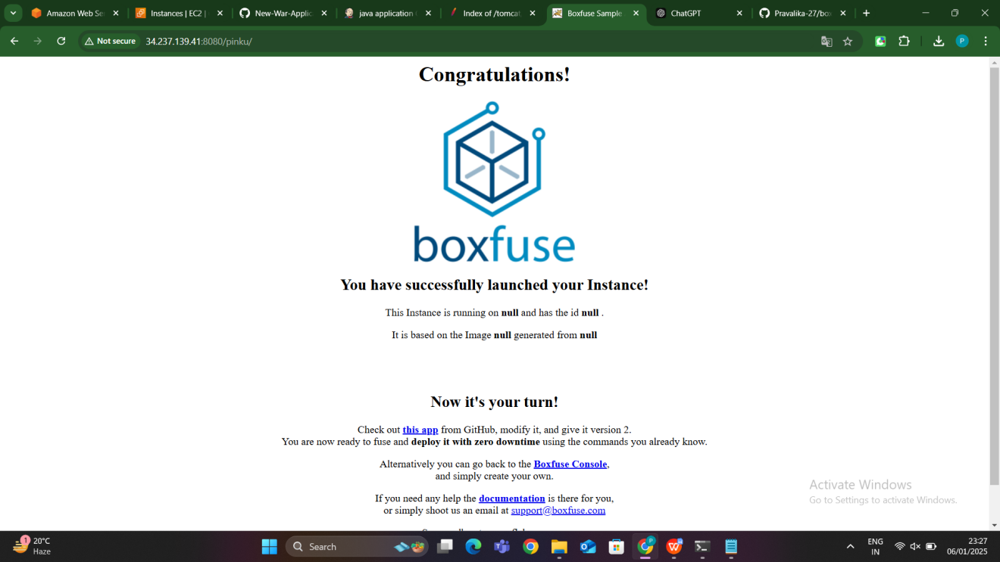 Amazon Web Se
Instances | EC2 |
New-War-Applic
java application
Index of /tomcat
Boxfuse Sample
ChatGPT
Pravalika-27/box
Not secure
34.237.139.41:8080/pinku/
P
Congratulations!
boxfuse
You have successfully launched your Instance!
This Instance is running on null and has the id null .
It is based on the Image null generated from null
Now it's your turn!
Check out this app from GitHub, modify it, and give it version 2.
You are now ready to fuse and deploy it with zero downtime using the commands you already know.
Alternatively you can go back to the Boxfuse Console,
and simply create your own.
If you need any help the documentation is there for you,
or simply shoot us an email at support@boxfuse.com
Activate Windows
Go to Settings to activate Windows.
1
20°C
Haze
Search
P
ENG
IN
23:27
06/01/2025